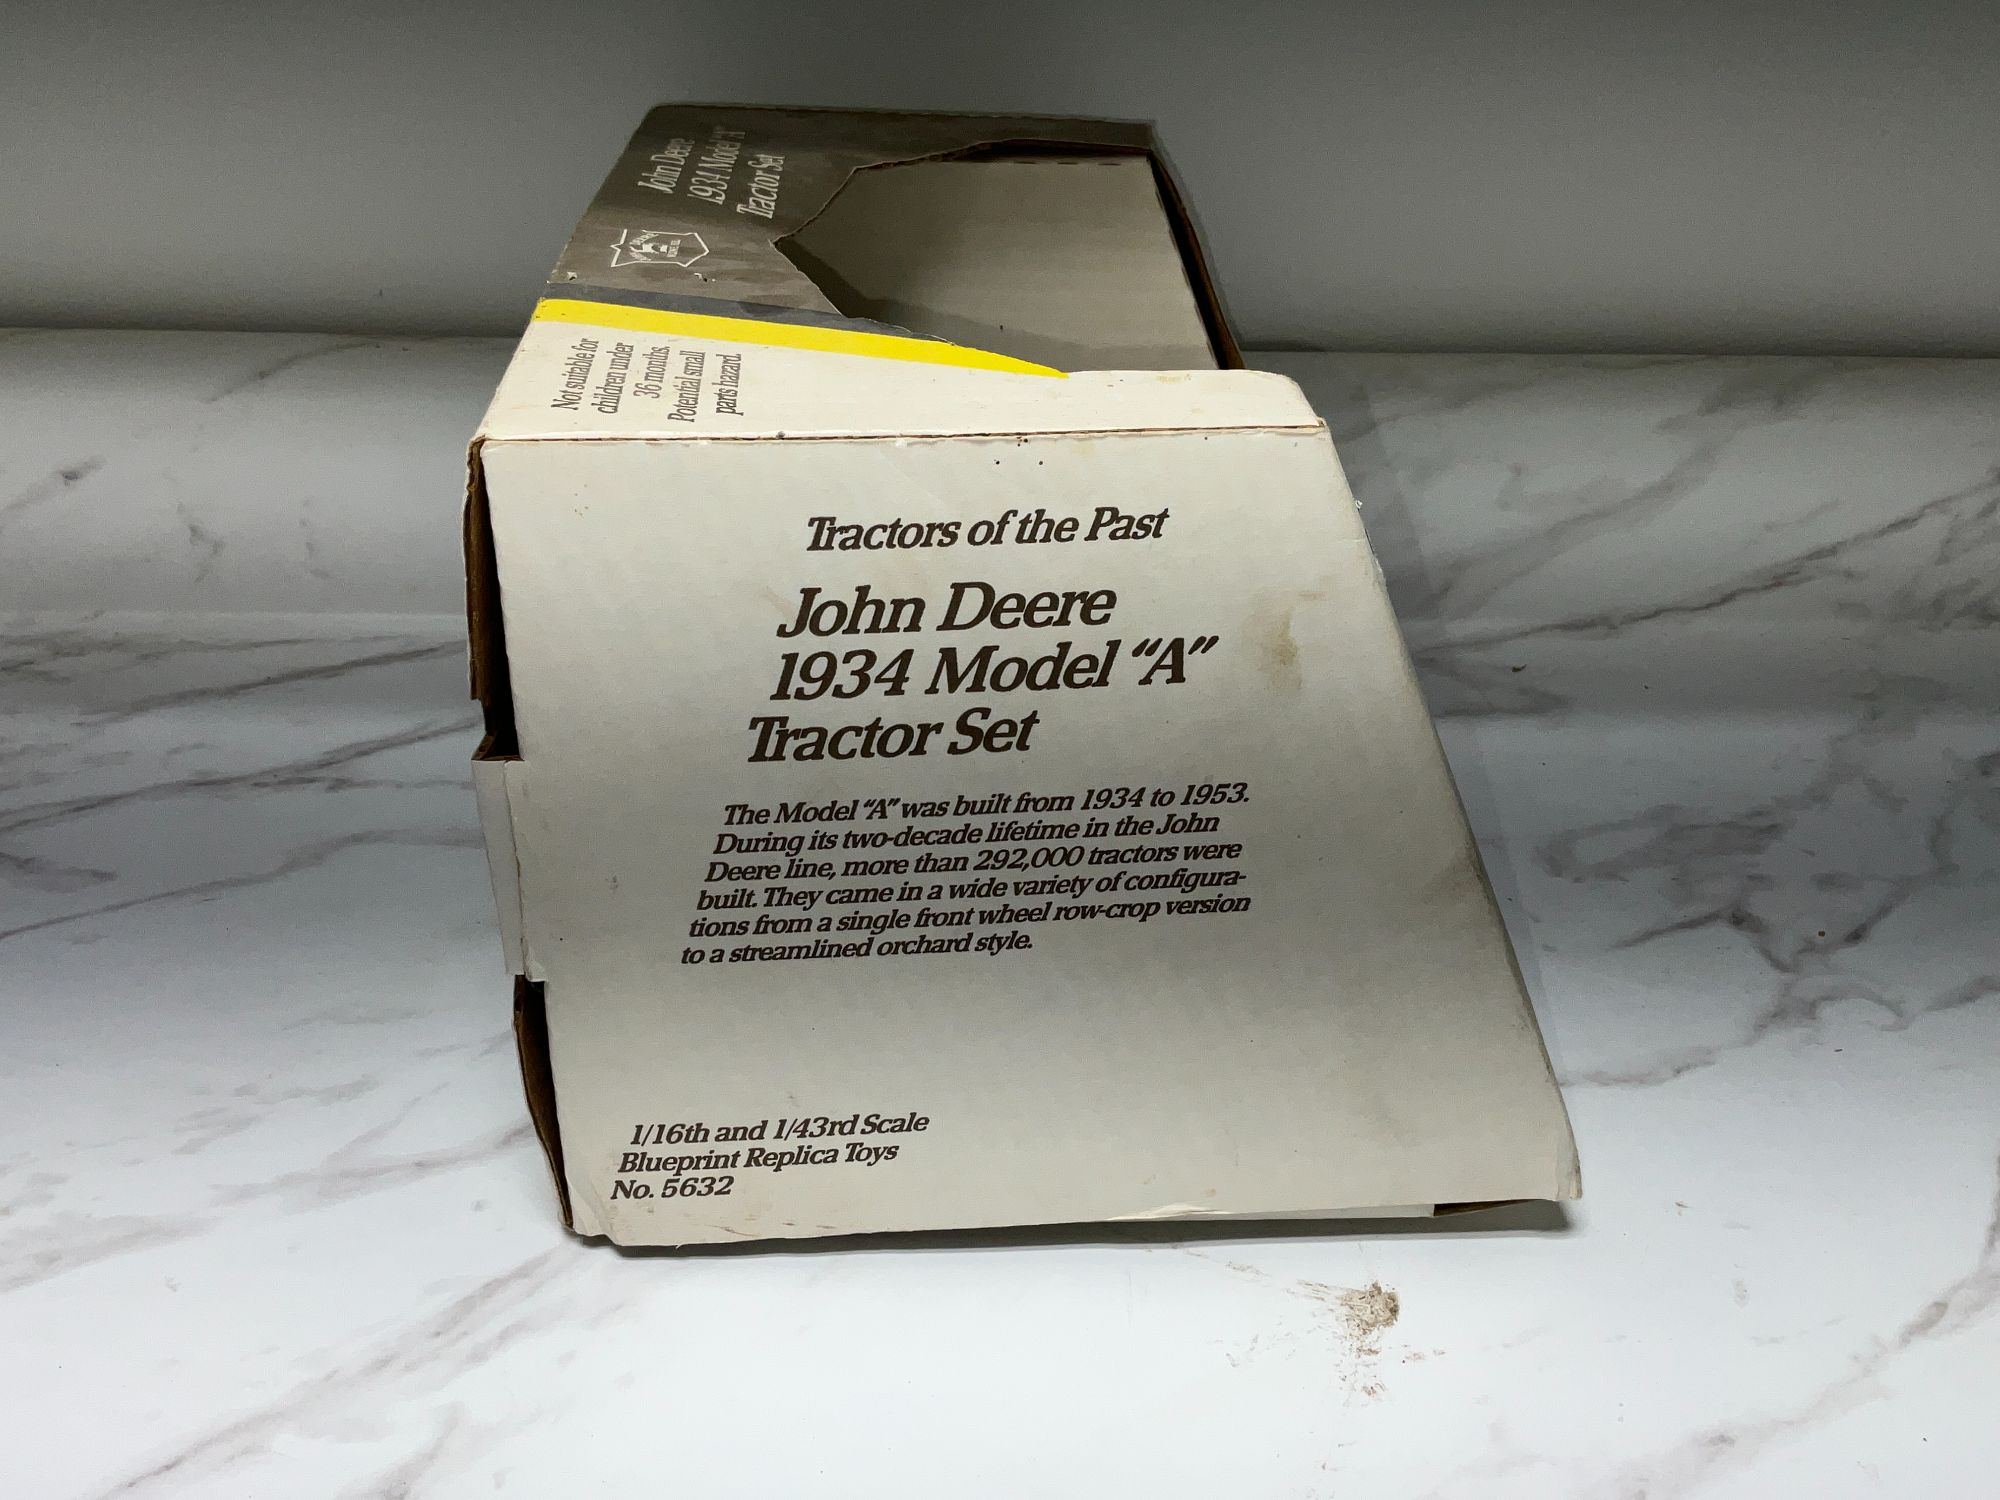 John Deere
1934 Model "A"
Tractor Set
Not suitable for
children under
36 months.
Potential small
parts hazard.
Tractors of the Past
John Deere
1934 Model “A”
Tractor Set
The Model “A” was built from 1934 to 1953.
During its two-decade lifetime in the John
Deere line, more than 292,000 tractors were
built. They came in a wide variety of configura-
tions from a single front wheel row-crop version
to a streamlined orchard style.
1/16th and 1/43rd Scale
Blueprint Replica Toys
No. 5632